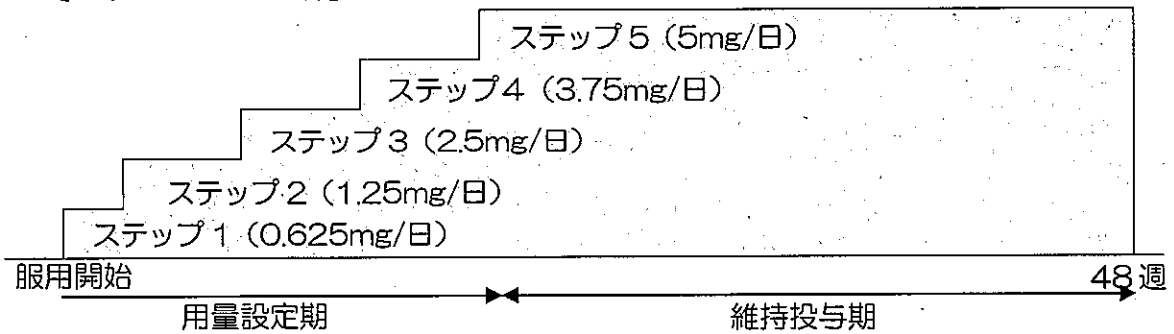 ステップ5（5mg/日）
ステップ4（3.75mg/日）
ステップ3（2.5mg/日）
ステップ2（1.25mg/日）
ステップ1（0.625mg/日）
服用開始
48週
用量設定期
維持投与期